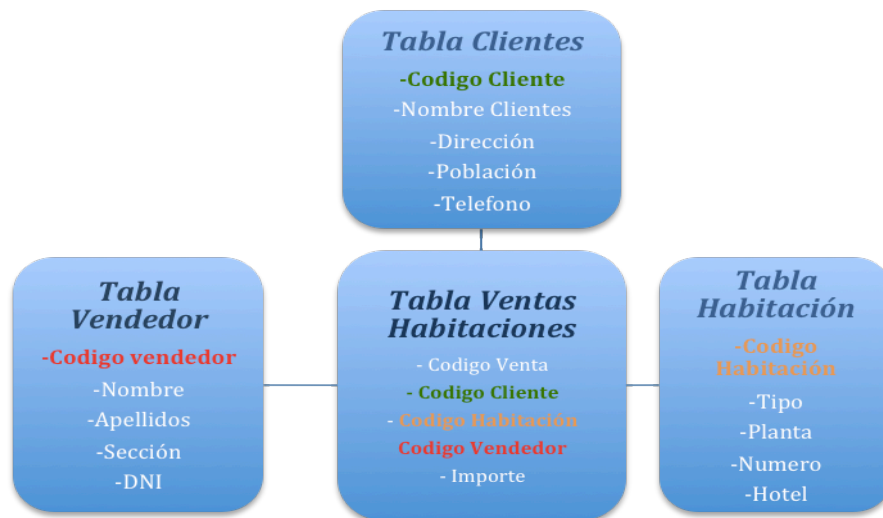 Tabla Clientes
-Codigo Cliente
-Nombre Clientes
-Dirección
-Población
-Telefono
Tabla
Vendedor
-Codigo vendedor
-Nombre
-Apellidos
-Sección
-DNI
Tabla Ventas
Habitaciones
- Codigo Venta
- Codigo Cliente
- Codigo Habitación
Codigo Vendedor
- Importe
Tabla
Habitación
-Codigo
Habitación
-Tipo
-Planta
-Numero
-Hotel